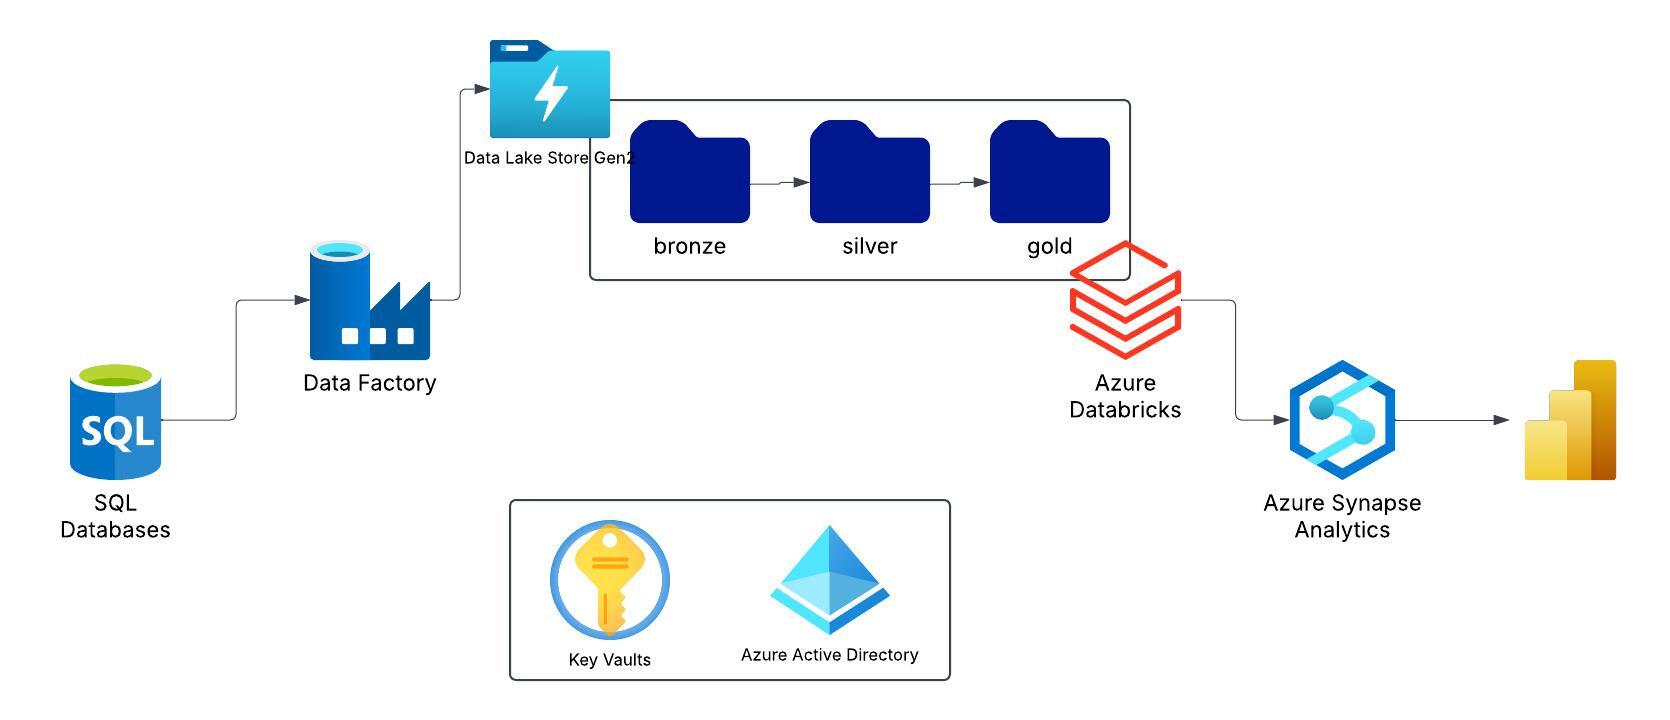 Data Lake Store Gen2
bronze
silver
gold
Data Factory
SQL
SQL
Databases
Azure
Databricks
Azure Synapse
Analytics
Key Vaults
Azure Active Directory